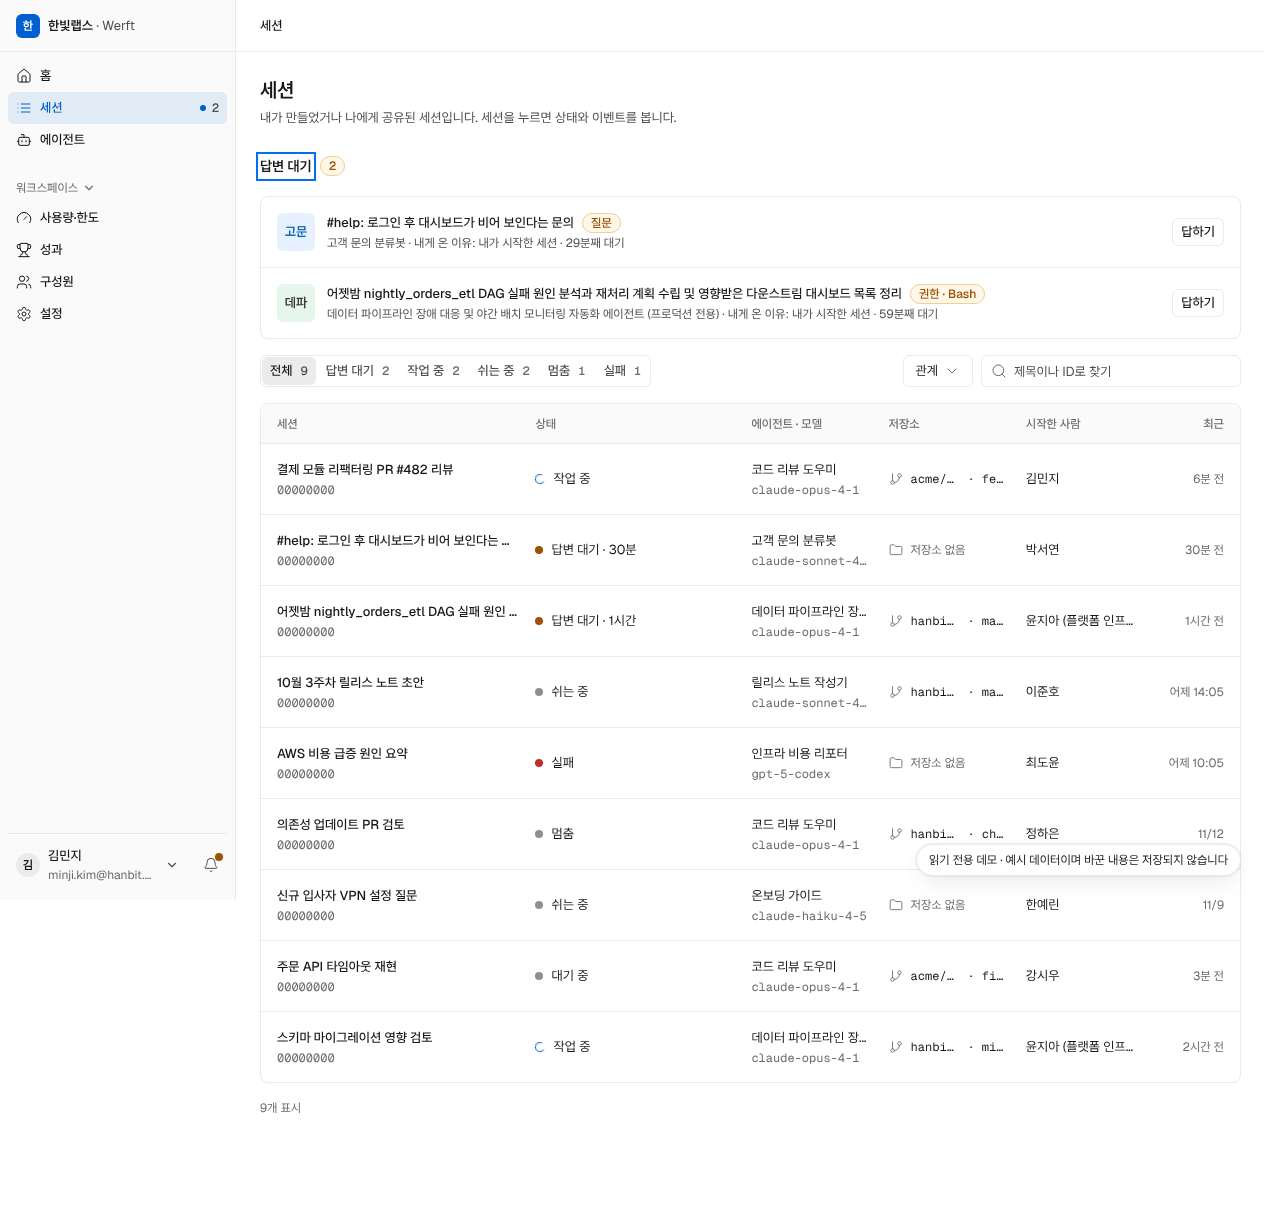 한 한빛랩스 · Werft
홈
세션 2
에이전트
워크스페이스
사용량·한도
성과
구성원
설정
김 김민지
minji.kim@hanbit....
세션
세션
내가 만들었거나 나에게 공유된 세션입니다. 세션을 누르면 상태와 이벤트를 봅니다.
답변 대기 2
고문 #help: 로그인 후 대시보드가 비어 보인다는 문의 질문
고객 문의 분류봇 · 내게 온 이유: 내가 시작한 세션 · 29분째 대기
답하기
데파 어젯밤 nightly_orders_etl DAG 실패 원인 분석과 재처리 계획 수립 및 영향받은 다운스트림 대시보드 목록 정리 권한 · Bash
데이터 파이프라인 장애 대응 및 야간 배치 모니터링 자동화 에이전트 (프로덕션 전용) · 내게 온 이유: 내가 시작한 세션 · 59분째 대기
답하기
전체 9 답변 대기 2 작업 중 2 쉬는 중 2 멈춤 1 실패 1
관계 제목이나 ID로 찾기
세션 상태 에이전트 · 모델 저장소 시작한 사람 최근
결제 모듈 리팩터링 PR #482 리뷰 작업 중 코드 리뷰 도우미 acme/... · fe... 김민지 6분 전
00000000 claude-opus-4-1
#help: 로그인 후 대시보드가 비어 보인다는 ... 답변 대기 · 30분 고객 문의 분류봇 저장소 없음 박서연 30분 전
00000000 claude-sonnet-4...
어젯밤 nightly_orders_etl DAG 실패 원인 ... 답변 대기 · 1시간 데이터 파이프라인 장... hanbi... · ma... 윤지아 (플랫폼 인프... 1시간 전
00000000 claude-opus-4-1
10월 3주차 릴리스 노트 초안 쉬는 중 릴리스 노트 작성기 hanbi... · ma... 이준호 어제 14:05
00000000 claude-sonnet-4...
AWS 비용 급증 원인 요약 실패 인프라 비용 리포터 저장소 없음 최도윤 어제 10:05
00000000 gpt-5-codex
의존성 업데이트 PR 검토 멈춤 코드 리뷰 도우미 hanbi... · ch... 정하은 11/12
00000000 claude-opus-4-1
읽기 전용 데모 · 예시 데이터이며 바꾼 내용은 저장되지 않습니다
신규 입사자 VPN 설정 질문 쉬는 중 온보딩 가이드 저장소 없음 한예린 11/9
00000000 claude-haiku-4-5
주문 API 타임아웃 재현 대기 중 코드 리뷰 도우미 acme/... · fi... 강시우 3분 전
00000000 claude-opus-4-1
스키마 마이그레이션 영향 검토 작업 중 데이터 파이프라인 장... hanbi... · mi... 윤지아 (플랫폼 인프... 2시간 전
00000000 claude-opus-4-1
9개 표시